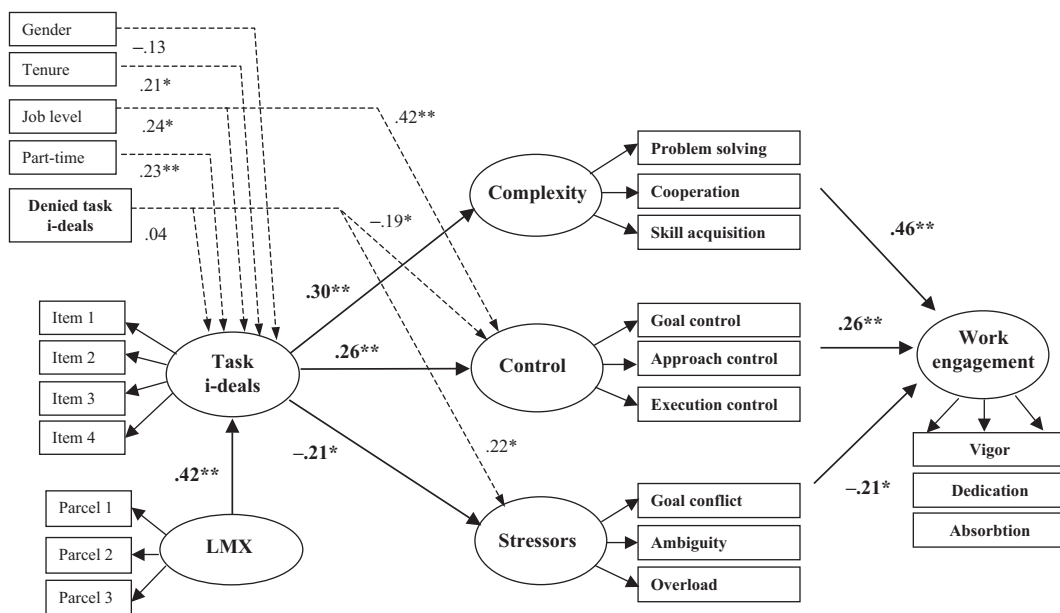 Gender
–.13
Tenure
.21*
Job level
.24*
.42**
Part-time
.23**
Denied task
i-deals
.04
–.19*
Complexity
Problem solving
Cooperation
Skill acquisition
.46**
.30**
Item 1
Item 2
Item 3
Item 4
Task
i-deals
.26**
Control
Goal control
Approach control
Execution control
.26**
Work
engagement
–.21*
.22*
.42**
Vigor
Dedication
Absorbtion
–.21*
Parcel 1
Parcel 2
Parcel 3
LMX
Stressors
Goal conflict
Ambiguity
Overload